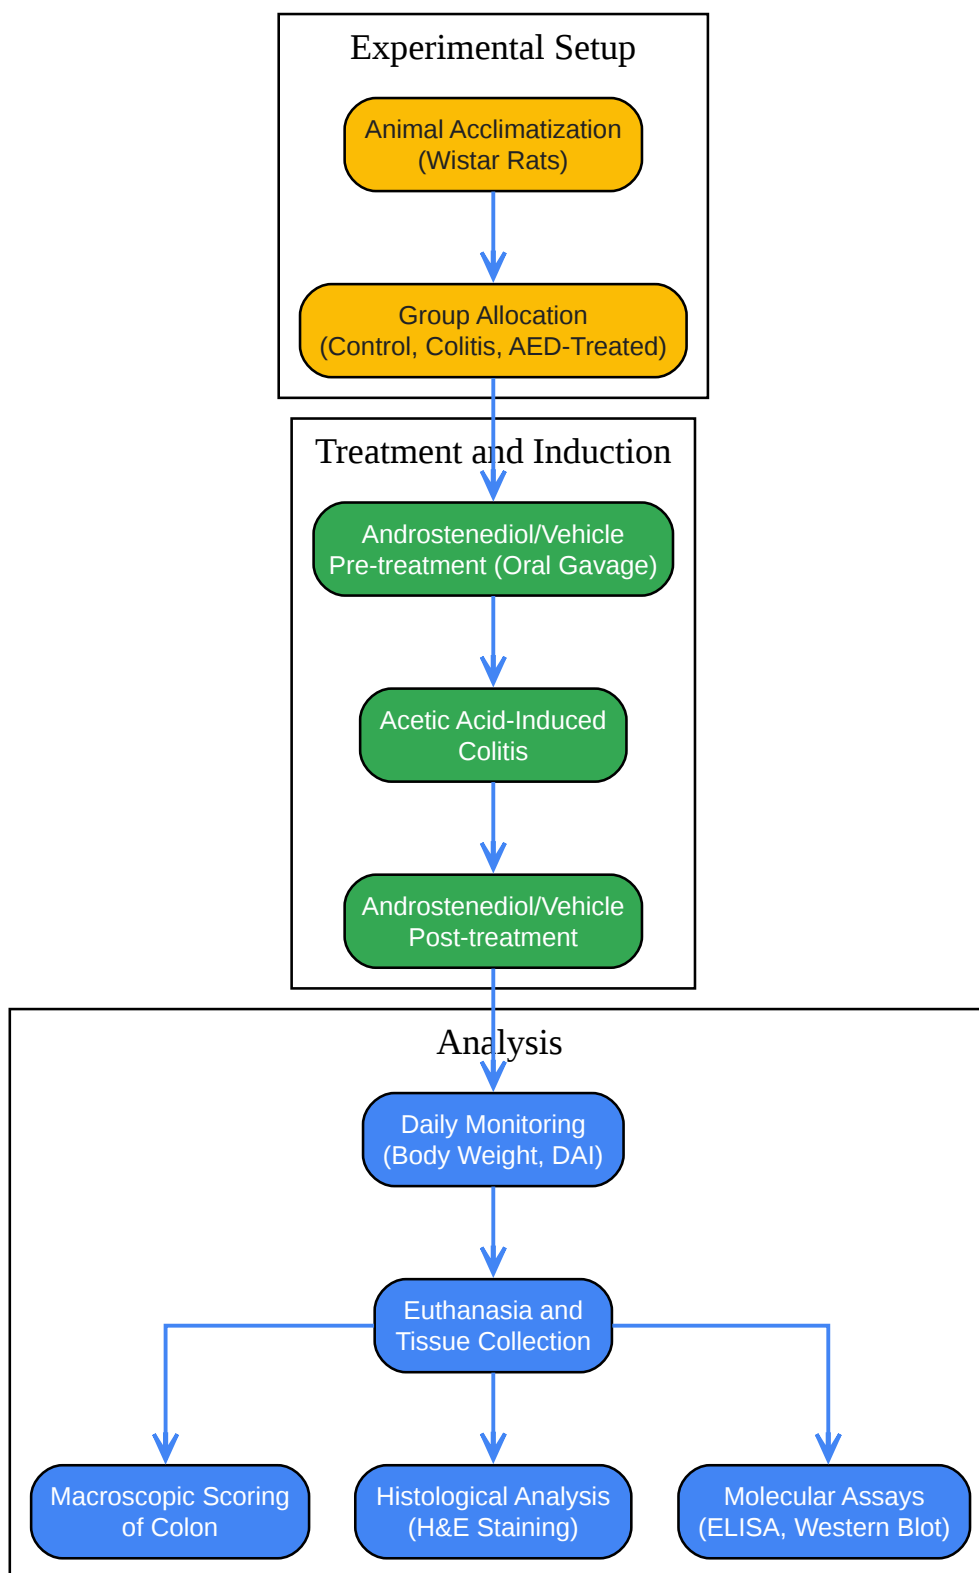 Experimental Setup
Animal Acclimatization
(Wistar Rats)
Group Allocation
(Control, Colitis, AED-Treated)
Treatment and Induction
Androstenediol/Vehicle
Pre-treatment (Oral Gavage)
Acetic Acid-Induced
Colitis
Androstenediol/Vehicle
Post-treatment
Analysis
Daily Monitoring
(Body Weight, DAI)
Euthanasia and
Tissue Collection
Macroscopic Scoring
of Colon
Histological Analysis
(H&E Staining)
Molecular Assays
(ELISA, Western Blot)